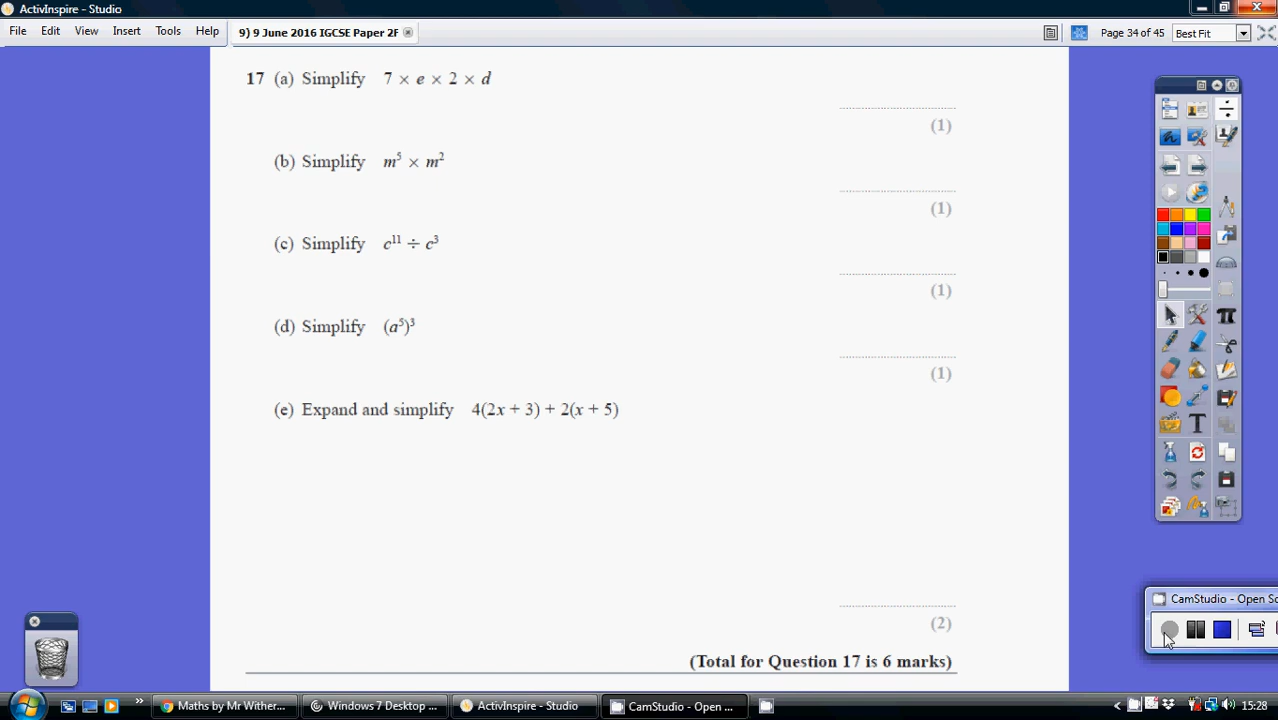 ActivInspire - Studio
File Edit View Insert Tools Help
9) 9 June 2016 IGCSE Paper 2F
Page 34 of 45
Best Fit
17 (a) Simplify 7 × e × 2 × d
(1)
(b) Simplify m⁵ × m²
(1)
(c) Simplify c¹¹ ÷ c³
(1)
(d) Simplify (a⁵)³
(1)
(e) Expand and simplify 4(2x + 3) + 2(x + 5)
(2)
(Total for Question 17 is 6 marks)
CamStudio - Open Sc
Maths by Mr Wither...
Windows 7 Desktop ...
ActivInspire - Studio
CamStudio - Open ...
15:28